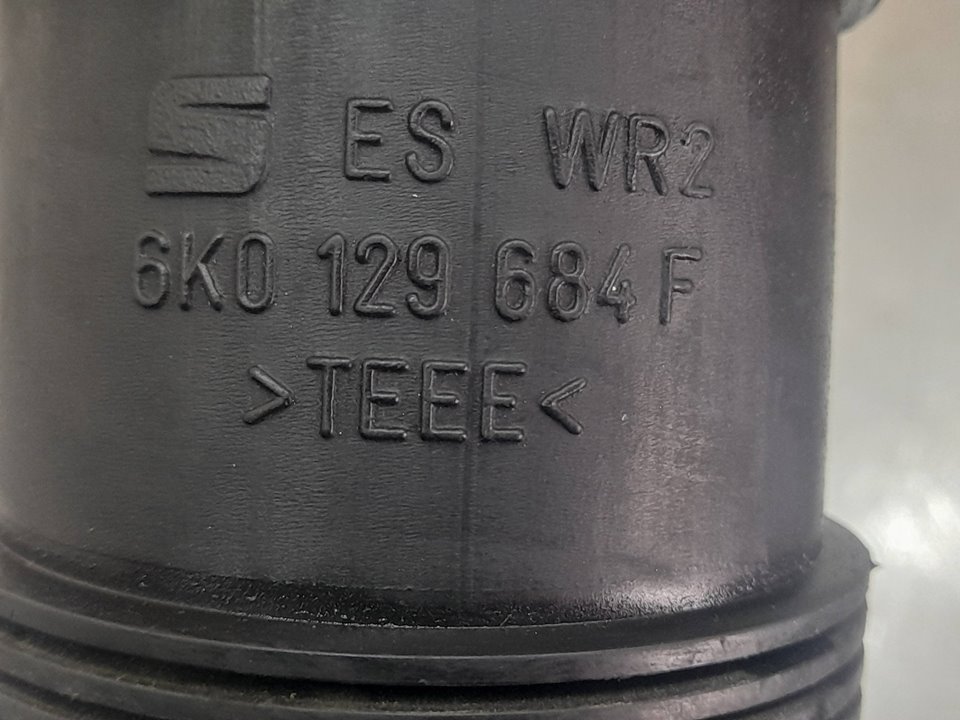 S ES WR2
6K0 129 684 F
>TEEE<